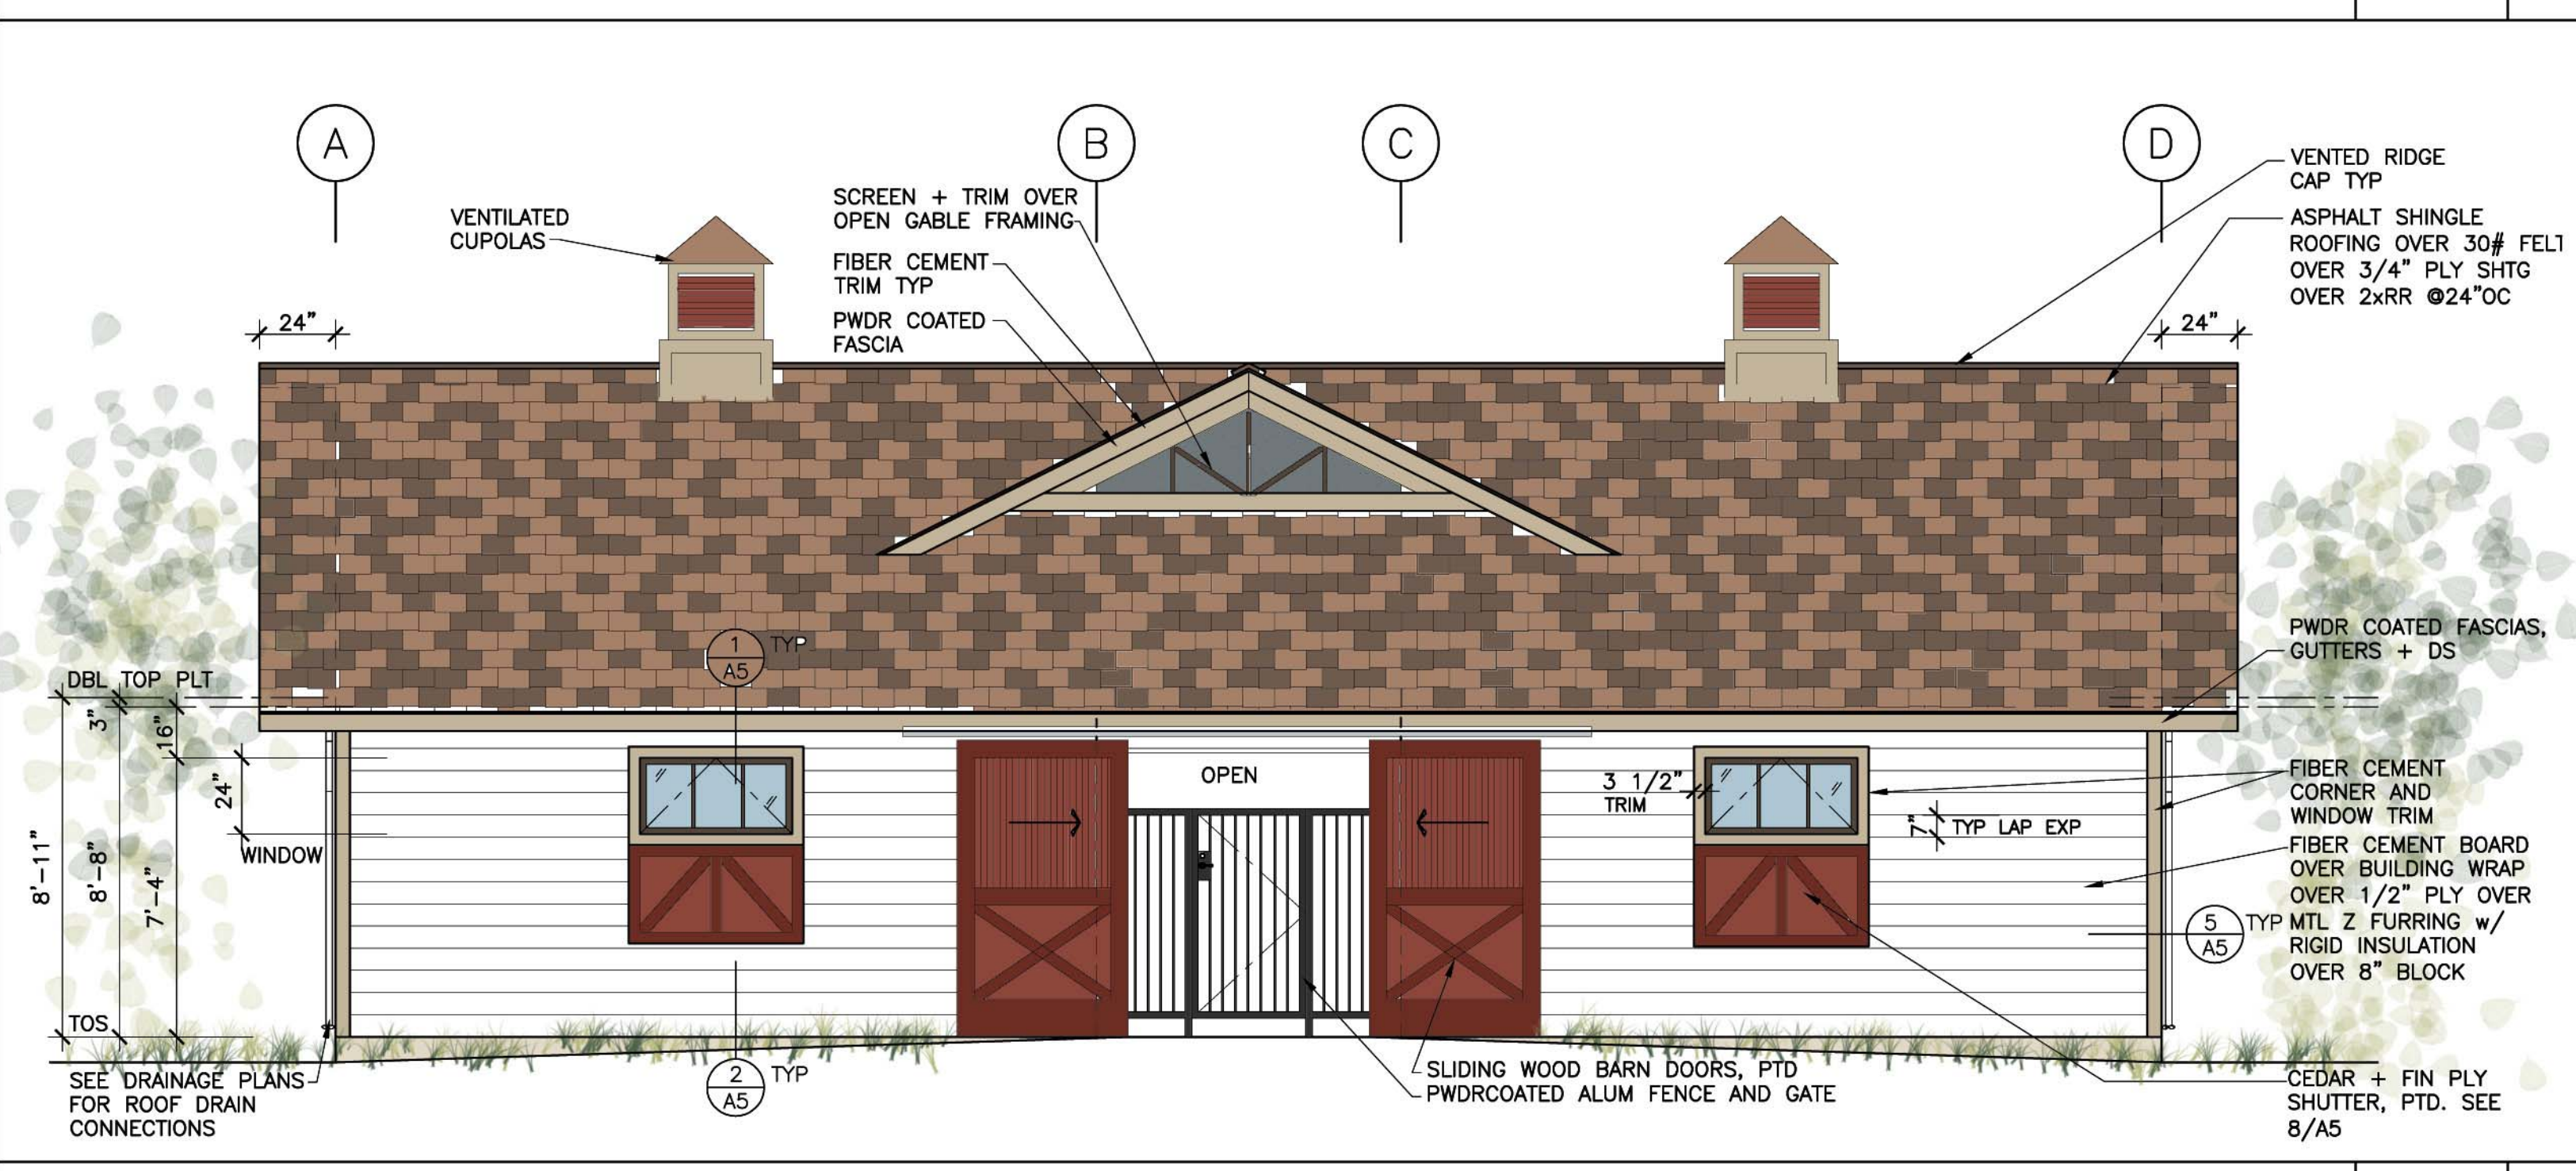 A
B
C
D
VENTILATED
CUPOLAS
SCREEN + TRIM OVER
OPEN GABLE FRAMING
FIBER CEMENT
TRIM TYP
PWDR COATED
FASCIA
VENTED RIDGE
CAP TYP
ASPHALT SHINGLE
ROOFING OVER 30# FELT
OVER 3/4" PLY SHTG
OVER 2xRR @24"OC
24"
24"
1
A5
TYP
PWDR COATED FASCIAS,
GUTTERS + DS
DBL TOP PLT
3"
16"
24"
WINDOW
8'-11"
8'-8"
7'-4"
TOS
OPEN
3 1/2"
TRIM
7"
TYP LAP EXP
FIBER CEMENT
CORNER AND
WINDOW TRIM
FIBER CEMENT BOARD
OVER BUILDING WRAP
OVER 1/2" PLY OVER
MTL Z FURRING w/
RIGID INSULATION
OVER 8" BLOCK
5
A5
TYP
SEE DRAINAGE PLANS
FOR ROOF DRAIN
CONNECTIONS
2
A5
TYP
SLIDING WOOD BARN DOORS, PTD
PWDRCOATED ALUM FENCE AND GATE
CEDAR + FIN PLY
SHUTTER, PTD. SEE
8/A5